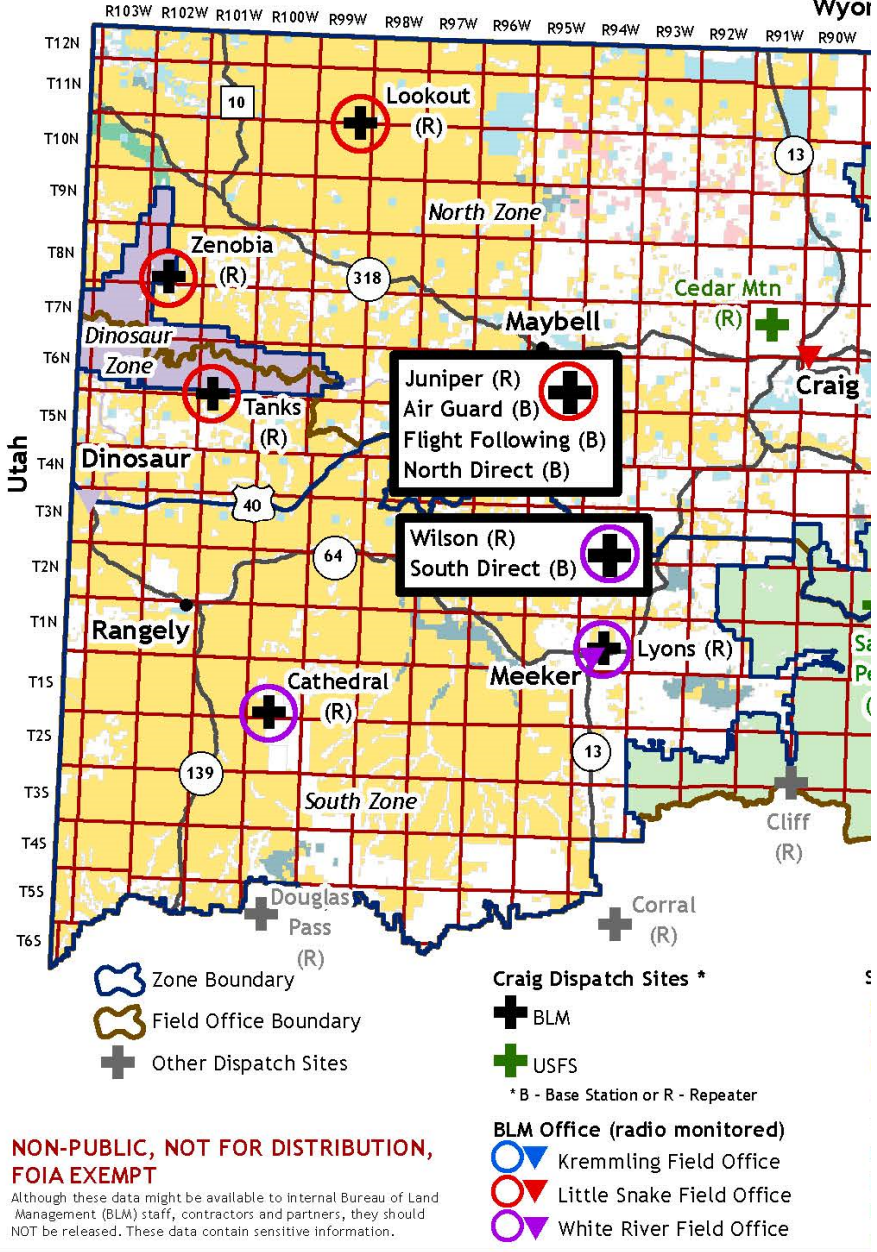 Wyor
R103W R102W R101W R100W R99W R98W R97W R96W R95W R94W R93W R92W R91W R90W
T12N
T11N
T10N
T9N
T8N
T7N
T6N
T5N
T4N
T3N
T2N
T1N
T1S
T2S
T3S
T4S
T5S
T6S
Utah
10
Lookout
(R)
13
North Zone
Zenobia
(R)
318
Cedar Mtn
(R)
Maybell
Dinosaur
Zone
Craig
Juniper (R)
Air Guard (B)
Flight Following (B)
North Direct (B)
Tanks
(R)
Dinosaur
40
Wilson (R)
South Direct (B)
64
Rangely
Lyons (R)
Meeker
Sa
Pe
(
Cathedral
(R)
13
139
South Zone
Cliff
(R)
Douglas
Pass
(R)
Corral
(R)
Zone Boundary
Field Office Boundary
Other Dispatch Sites
Craig Dispatch Sites *
BLM
USFS
* B - Base Station or R - Repeater
BLM Office (radio monitored)
Kremmling Field Office
Little Snake Field Office
White River Field Office
S
NON-PUBLIC, NOT FOR DISTRIBUTION,
FOIA EXEMPT
Although these data might be available to internal Bureau of Land
Management (BLM) staff, contractors and partners, they should
NOT be released. These data contain sensitive information.